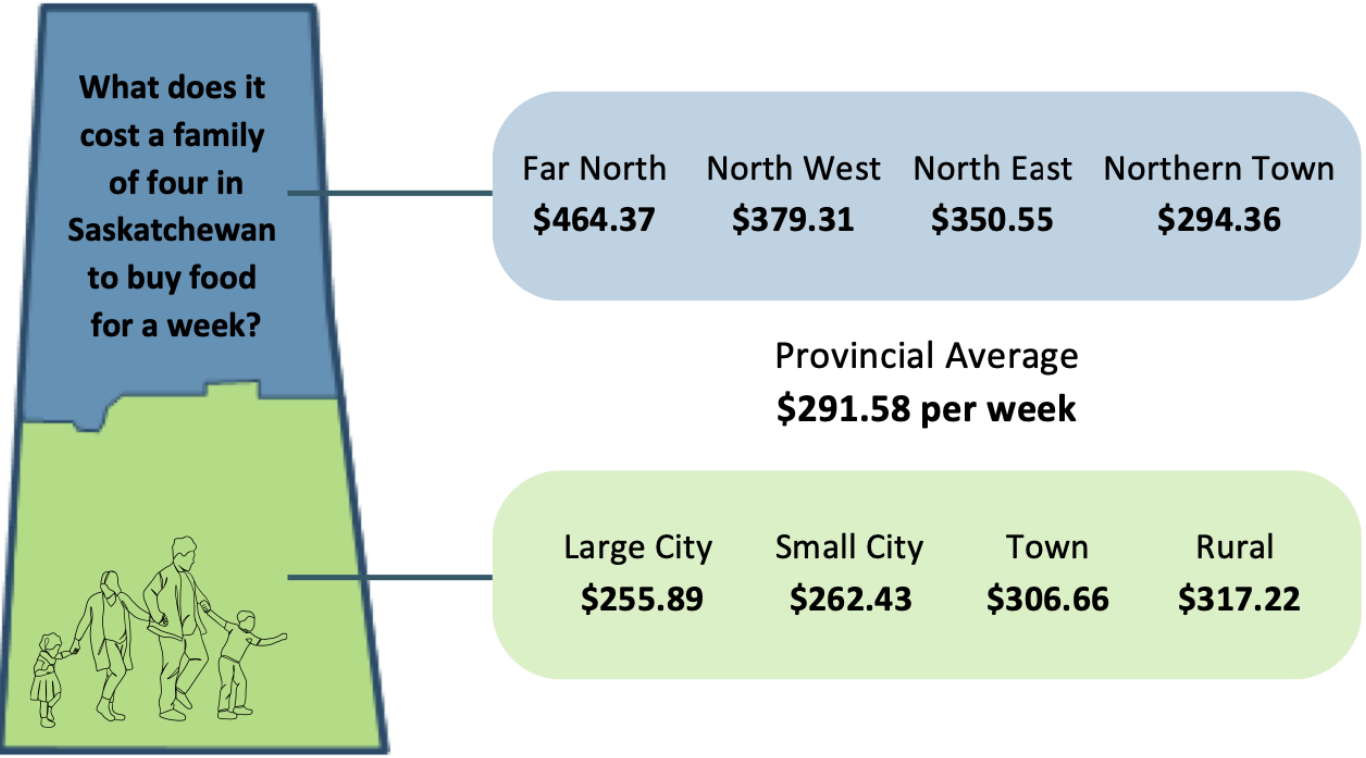 What does it
cost a family
of four in
Saskatchewan
to buy food
for a week?
Far North North West North East Northern Town
$464.37 $379.31 $350.55 $294.36
Provincial Average
$291.58 per week
Large City Small City Town Rural
$255.89 $262.43 $306.66 $317.22